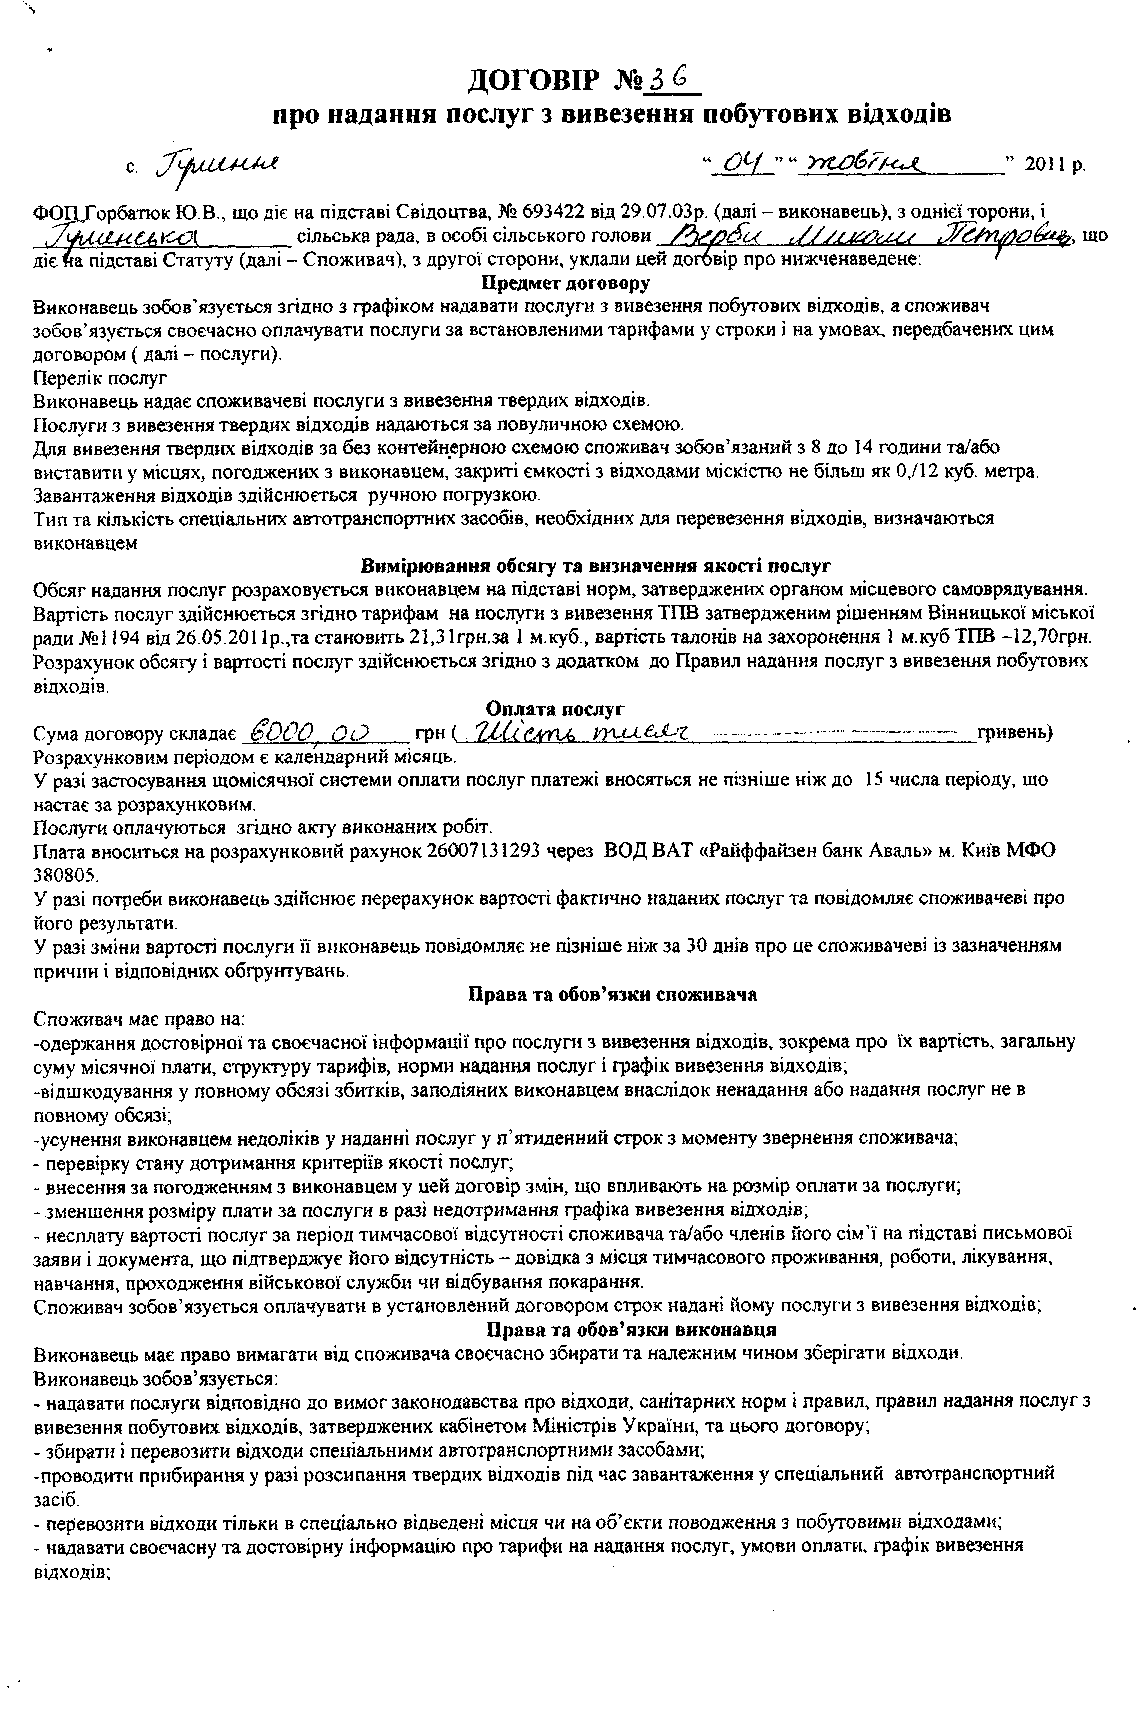 ДОГОВІР №36
про надання послуг з вивезення побутових відходів
с. Гуменне “ 04 ” “ жовтня ” 2011 р.
ФОП Горбатюк Ю.В., що діє на підставі Свідоцтва, № 693422 від 29.07.03р. (далі – виконавець), з однієї торони, і
Гуменська сільська рада, в особі сільського голови Верби Миколи Петровича, що
діє на підставі Статуту (далі – Споживач), з другої сторони, уклали цей договір про нижченаведене:
Предмет договору
Виконавець зобов’язується згідно з графіком надавати послуги з вивезення побутових відходів, а споживач
зобов’язується своєчасно оплачувати послуги за встановленими тарифами у строки і на умовах, передбачених цим
договором ( далі – послуги).
Перелік послуг
Виконавець надає споживачеві послуги з вивезення твердих відходів.
Послуги з вивезення твердих відходів надаються за повуличною схемою.
Для вивезення твердих відходів за без контейнерною схемою споживач зобов’язаний з 8 до 14 години та/або
виставити у місцях, погоджених з виконавцем, закриті ємкості з відходами міскістю не більш як 0,/12 куб. метра.
Завантаження відходів здійснюється ручною погрузкою.
Тип та кількість спеціальних автотранспортних засобів, необхідних для перевезення відходів, визначаються
виконавцем
Вимірювання обсягу та визначення якості послуг
Обсяг надання послуг розраховується виконавцем на підставі норм, затверджених органом місцевого самоврядування.
Вартість послуг здійснюється згідно тарифам на послуги з вивезення ТПВ затвердженим рішенням Вінницької міської
ради №1194 від 26.05.2011р.,та становить 21,31грн.за 1 м.куб., вартість талонів на захоронення 1 м.куб ТПВ –12,70грн.
Розрахунок обсягу і вартості послуг здійснюється згідно з додатком до Правил надання послуг з вивезення побутових
відходів.
Оплата послуг
Сума договору складає 6000,00 грн ( Шість тисяч гривень)
Розрахунковим періодом є календарний місяць.
У разі застосування щомісячної системи оплати послуг платежі вносяться не пізніше ніж до 15 числа періоду, що
настає за розрахунковим.
Послуги оплачуються згідно акту виконаних робіт.
Плата вноситься на розрахунковий рахунок 26007131293 через ВОД ВАТ «Райффайзен банк Аваль» м. Київ МФО
380805.
У разі потреби виконавець здійснює перерахунок вартості фактично наданих послуг та повідомляє споживачеві про
його результати.
У разі зміни вартості послуги її виконавець повідомляє не пізніше ніж за 30 днів про це споживачеві із зазначенням
причин і відповідних обґрунтувань.
Права та обов’язки споживача
Споживач має право на:
-одержання достовірної та своєчасної інформації про послуги з вивезення відходів, зокрема про їх вартість, загальну
суму місячної плати, структуру тарифів, норми надання послуг і графік вивезення відходів;
-відшкодування у повному обсязі збитків, заподіяних виконавцем внаслідок ненадання або надання послуг не в
повному обсязі;
-усунення виконавцем недоліків у наданні послуг у п’ятиденний строк з моменту звернення споживача;
- перевірку стану дотримання критеріїв якості послуг;
- внесення за погодженням з виконавцем у цей договір змін, що впливають на розмір оплати за послуги;
- зменшення розміру плати за послуги в разі недотримання графіка вивезення відходів;
- несплату вартості послуг за період тимчасової відсутності споживача та/або членів його сім’ї на підставі письмової
заяви і документа, що підтверджує його відсутність – довідка з місця тимчасового проживання, роботи, лікування,
навчання, проходження військової служби чи відбування покарання.
Споживач зобов’язується оплачувати в установлений договором строк надані йому послуги з вивезення відходів;
Права та обов’язки виконавця
Виконавець має право вимагати від споживача своєчасно збирати та належним чином зберігати відходи.
Виконавець зобов’язується:
- надавати послуги відповідно до вимог законодавства про відходи, санітарних норм і правил, правил надання послуг з
вивезення побутових відходів, затверджених кабінетом Міністрів України, та цього договору;
- збирати і перевозити відходи спеціальними автотранспортними засобами;
-проводити прибирання у разі розсипання твердих відходів під час завантаження у спеціальний автотранспортний
засіб.
- перевозити відходи тільки в спеціально відведені місця чи на об’єкти поводження з побутовими відходами;
- надавати своєчасну та достовірну інформацію про тарифи на надання послуг, умови оплати, графік вивезення
відходів;